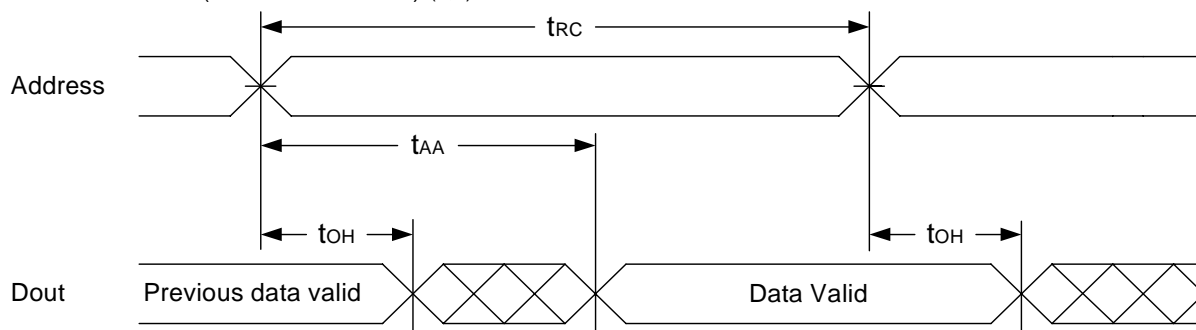 tRC
Address
tAA
tOH tOH
Dout Previous data valid Data Valid